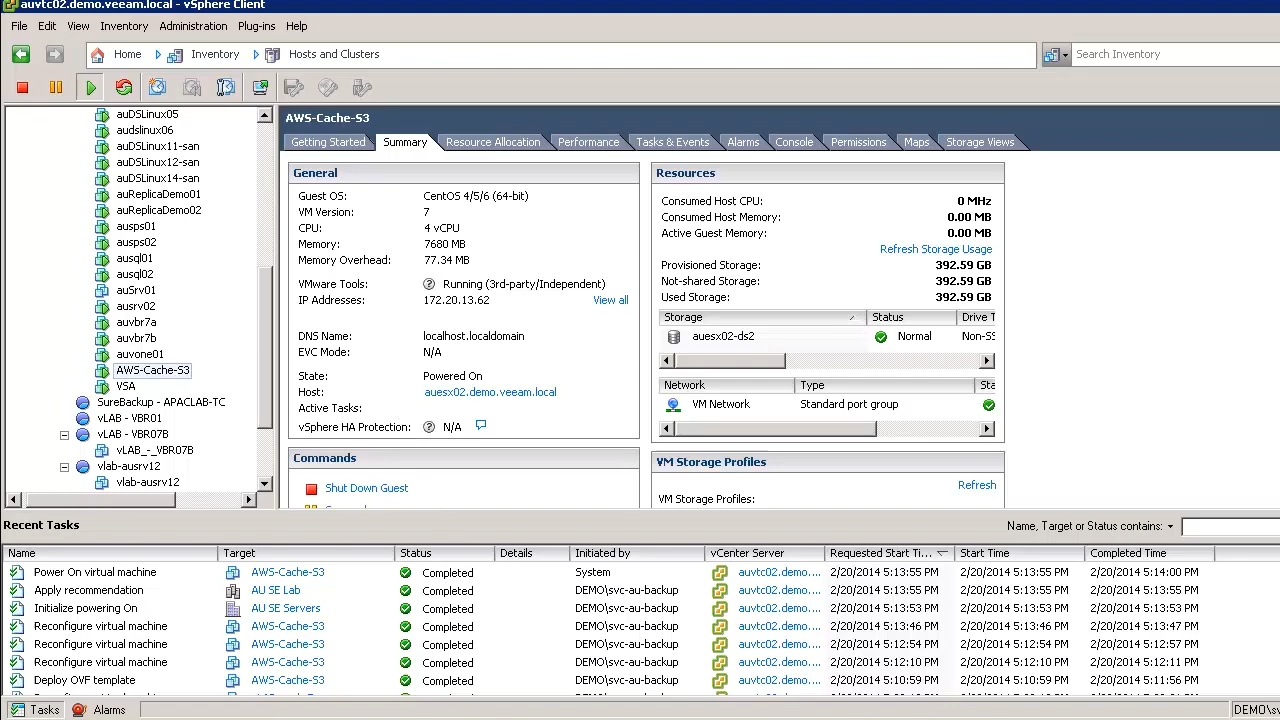 auvtc02.demo.veeam.local - vSphere Client
File Edit View Inventory Administration Plug-ins Help
Home Inventory Hosts and Clusters Search Inventory
auDSLinux05
audslinux06
auDSLinux11-san
auDSLinux12-san
auDSLinux14-san
auReplicaDemo01
auReplicaDemo02
ausps01
ausps02
ausql01
ausql02
auSrv01
ausrv02
auvbr7a
auvbr7b
auvone01
AWS-Cache-S3
VSA
SureBackup - APACLAB-TC
vLAB - VBR01
vLAB - VBR07B
vLAB_-_VBR07B
vlab-ausrv12
vlab-ausrv12
AWS-Cache-S3
Getting Started Summary Resource Allocation Performance Tasks & Events Alarms Console Permissions Maps Storage Views
General
Guest OS: CentOS 4/5/6 (64-bit)
VM Version: 7
CPU: 4 vCPU
Memory: 7680 MB
Memory Overhead: 77.34 MB
VMware Tools: Running (3rd-party/Independent)
IP Addresses: 172.20.13.62 View all
DNS Name: localhost.localdomain
EVC Mode: N/A
State: Powered On
Host: auesx02.demo.veeam.local
Active Tasks:
vSphere HA Protection: N/A
Commands
Shut Down Guest
Resources
Consumed Host CPU: 0 MHz
Consumed Host Memory: 0.00 MB
Active Guest Memory: 0.00 MB
Refresh Storage Usage
Provisioned Storage: 392.59 GB
Not-shared Storage: 392.59 GB
Used Storage: 392.59 GB
Storage Status Drive T
auesx02-ds2 Normal Non-SS
Network Type Sta
VM Network Standard port group
VM Storage Profiles
Refresh
VM Storage Profiles:
Recent Tasks Name, Target or Status contains:
Name Target Status Details Initiated by vCenter Server Requested Start Ti... Start Time Completed Time
Power On virtual machine AWS-Cache-S3 Completed System auvtc02.demo.... 2/20/2014 5:13:55 PM 2/20/2014 5:13:55 PM 2/20/2014 5:14:00 PM
Apply recommendation AU SE Lab Completed DEMO\svc-au-backup auvtc02.demo.... 2/20/2014 5:13:55 PM 2/20/2014 5:13:55 PM 2/20/2014 5:13:55 PM
Initialize powering On AU SE Servers Completed DEMO\svc-au-backup auvtc02.demo.... 2/20/2014 5:13:53 PM 2/20/2014 5:13:53 PM 2/20/2014 5:13:53 PM
Reconfigure virtual machine AWS-Cache-S3 Completed DEMO\svc-au-backup auvtc02.demo.... 2/20/2014 5:13:46 PM 2/20/2014 5:13:46 PM 2/20/2014 5:13:47 PM
Reconfigure virtual machine AWS-Cache-S3 Completed DEMO\svc-au-backup auvtc02.demo.... 2/20/2014 5:12:54 PM 2/20/2014 5:12:54 PM 2/20/2014 5:12:57 PM
Reconfigure virtual machine AWS-Cache-S3 Completed DEMO\svc-au-backup auvtc02.demo.... 2/20/2014 5:12:10 PM 2/20/2014 5:12:10 PM 2/20/2014 5:12:11 PM
Deploy OVF template AWS-Cache-S3 Completed DEMO\svc-au-backup auvtc02.demo.... 2/20/2014 5:10:59 PM 2/20/2014 5:10:59 PM 2/20/2014 5:11:56 PM
Tasks Alarms DEMO\sv